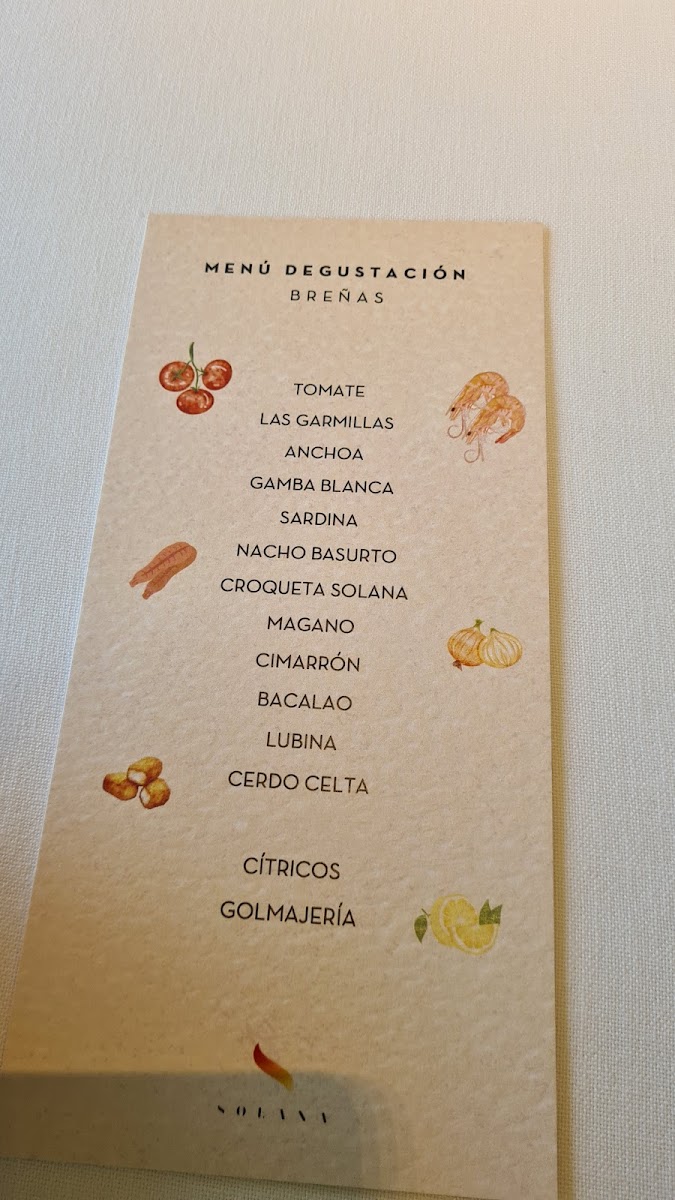 MENÚ DEGUSTACIÓN
BREÑAS
TOMATE
LAS GARMILLAS
ANCHOA
GAMBA BLANCA
SARDINA
NACHO BASURTO
CROQUETA SOLANA
MAGANO
CIMARRÓN
BACALAO
LUBINA
CERDO CELTA
CÍTRICOS
GOLMAJERÍA
SOLANA